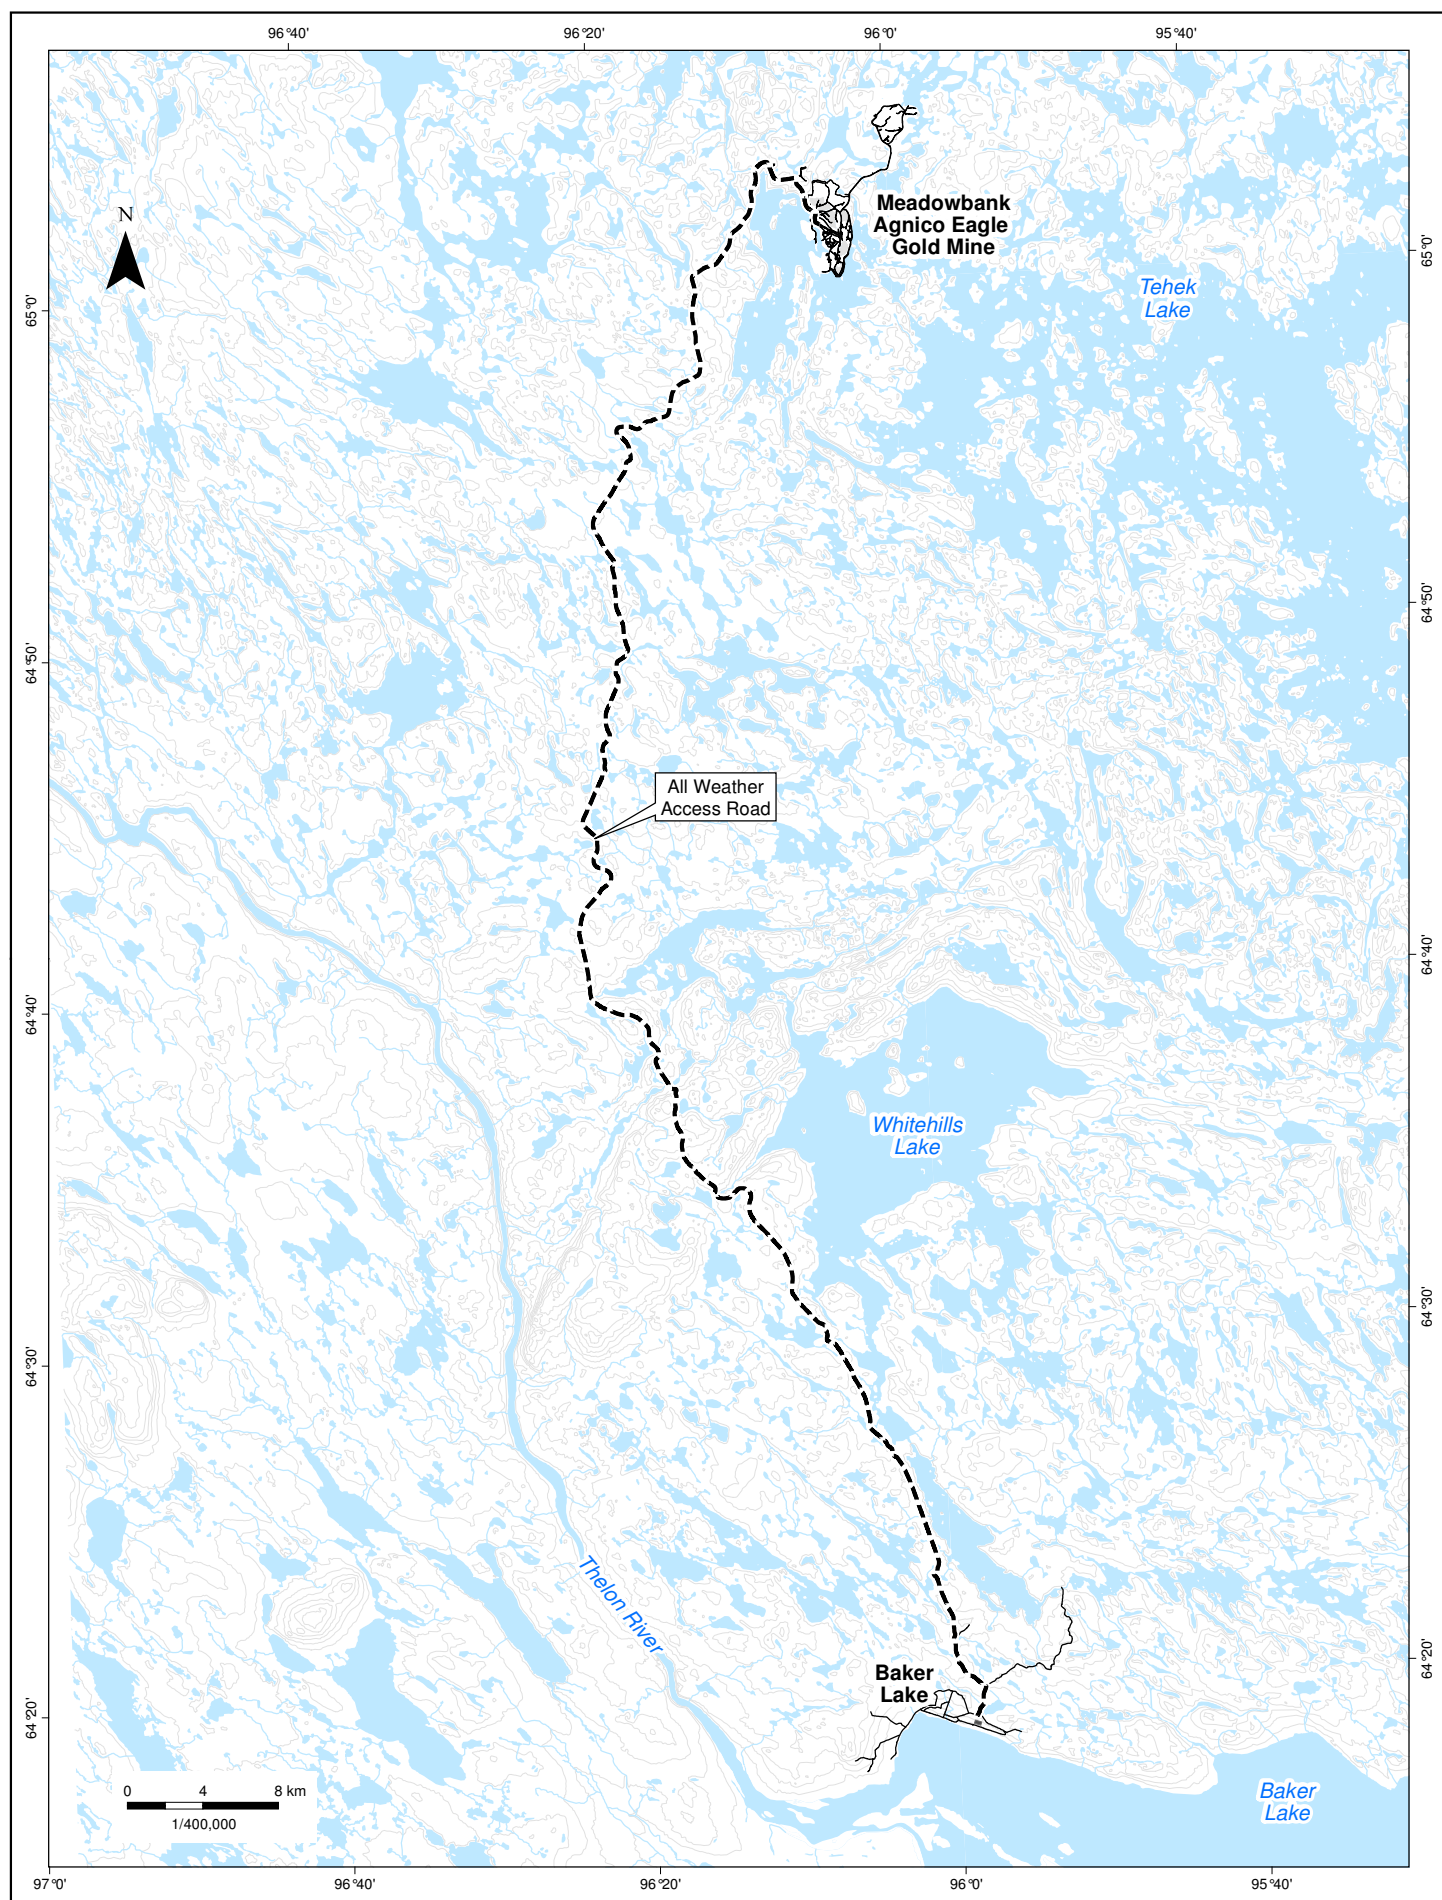 96°40'
96°20'
96°0'
95°40'
N
Meadowbank
Agnico Eagle
Gold Mine
65°0'
Tehek
Lake
65°0'
64°50'
64°50'
All Weather
Access Road
64°40'
64°40'
Whitehills
Lake
64°30'
64°30'
Thelon River
64°20'
Baker
Lake
64°20'
Baker
Lake
0 4 8 km
1/400,000
97°0'
96°40'
96°20'
96°0'
95°40'